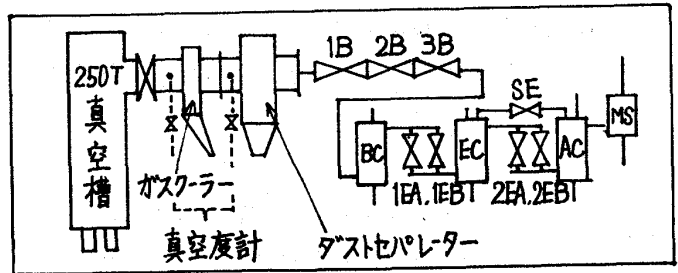 1B 2B 3B
250T
真空槽
SE
MS
BC
EC
AC
ガスクーラー
1EA.1EB
2EA.2EB
真空度計
ダストセパレーター